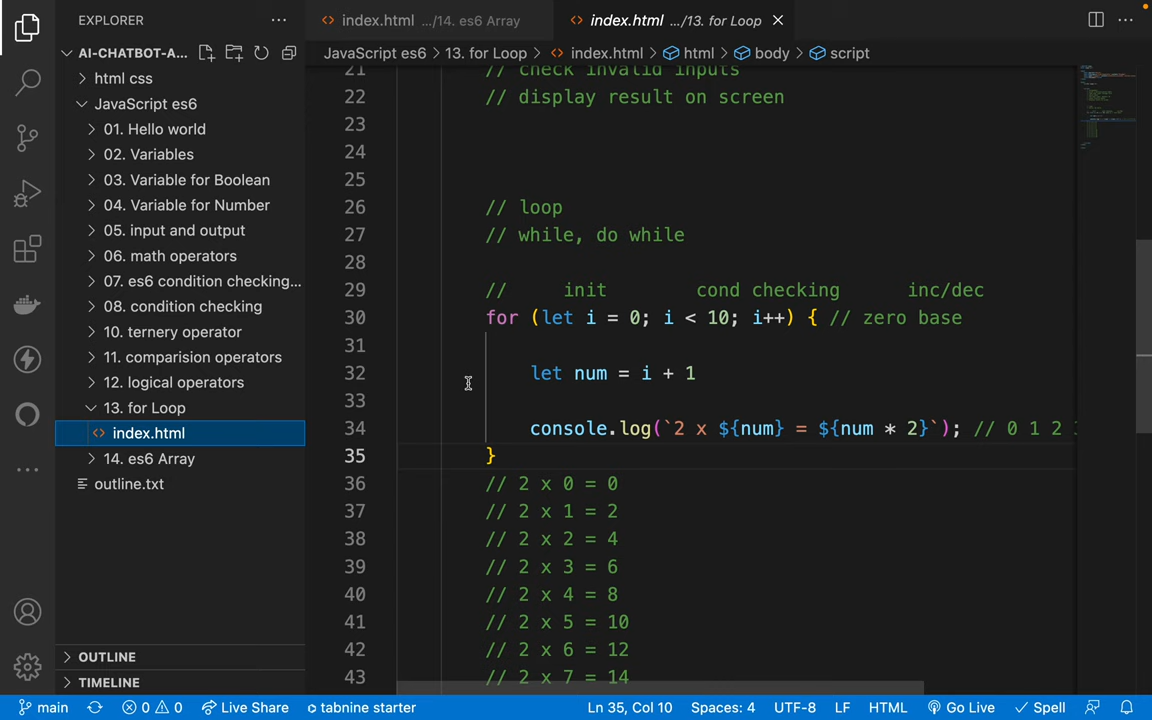 EXPLORER
AI-CHATBOT-A...
html css
JavaScript es6
01. Hello world
02. Variables
03. Variable for Boolean
04. Variable for Number
05. input and output
06. math operators
07. es6 condition checking...
08. condition checking
10. ternery operator
11. comparision operators
12. logical operators
13. for Loop
index.html
14. es6 Array
outline.txt
OUTLINE
TIMELINE
index.html .../14. es6 Array
index.html .../13. for Loop
JavaScript es6 > 13. for Loop > index.html > html > body > script
21 // check invalid inputs
22 // display result on screen
23
24
25
26 // loop
27 // while, do while
28
29 // init cond checking inc/dec
30 for (let i = 0; i < 10; i++) { // zero base
31
32 let num = i + 1
33
34 console.log(`2 x ${num} = ${num * 2}`); // 0 1 2
35 }
36 // 2 x 0 = 0
37 // 2 x 1 = 2
38 // 2 x 2 = 4
39 // 2 x 3 = 6
40 // 2 x 4 = 8
41 // 2 x 5 = 10
42 // 2 x 6 = 12
43 // 2 x 7 = 14
main 0 0 Live Share tabnine starter Ln 35, Col 10 Spaces: 4 UTF-8 LF HTML Go Live Spell